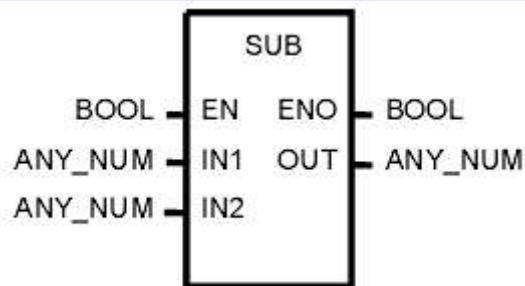 SUB
BOOL EN ENO BOOL
ANY_NUM IN1 OUT ANY_NUM
ANY_NUM IN2